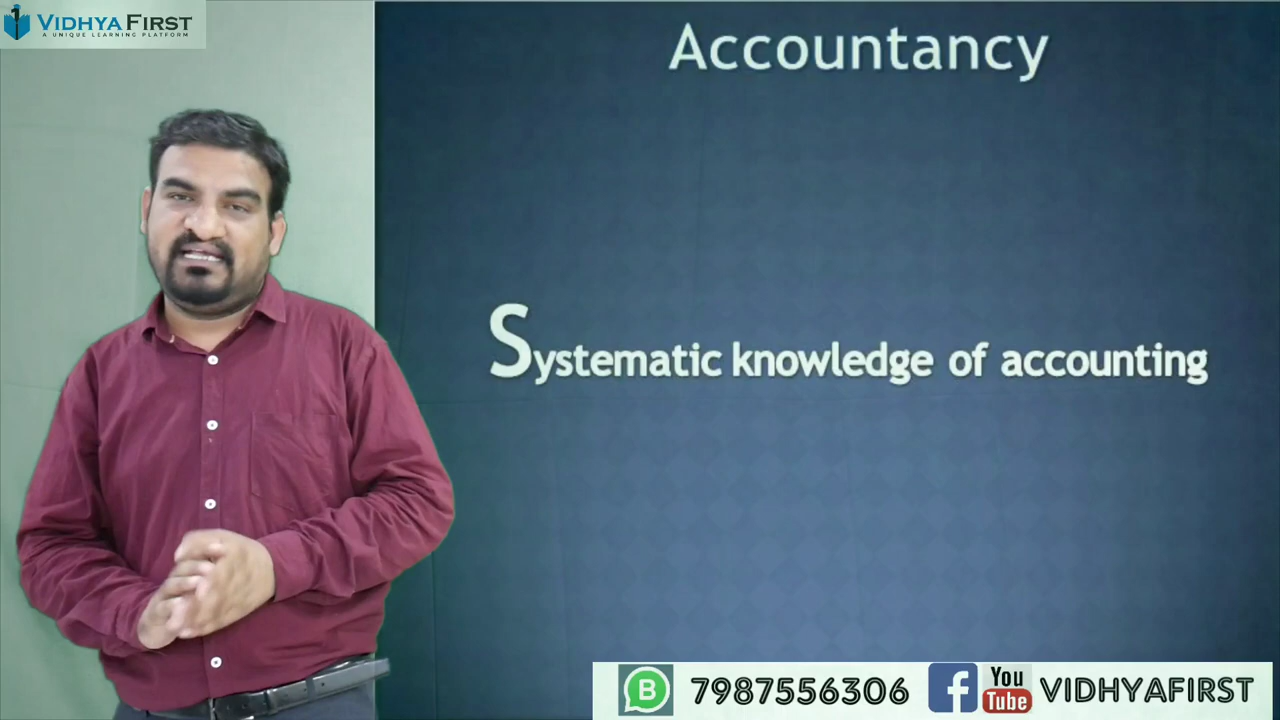 VIDHYA FIRST
A UNIQUE LEARNING PLATFORM
Accountancy
Systematic knowledge of accounting
B 7987556306 f You Tube VIDHYAFIRST